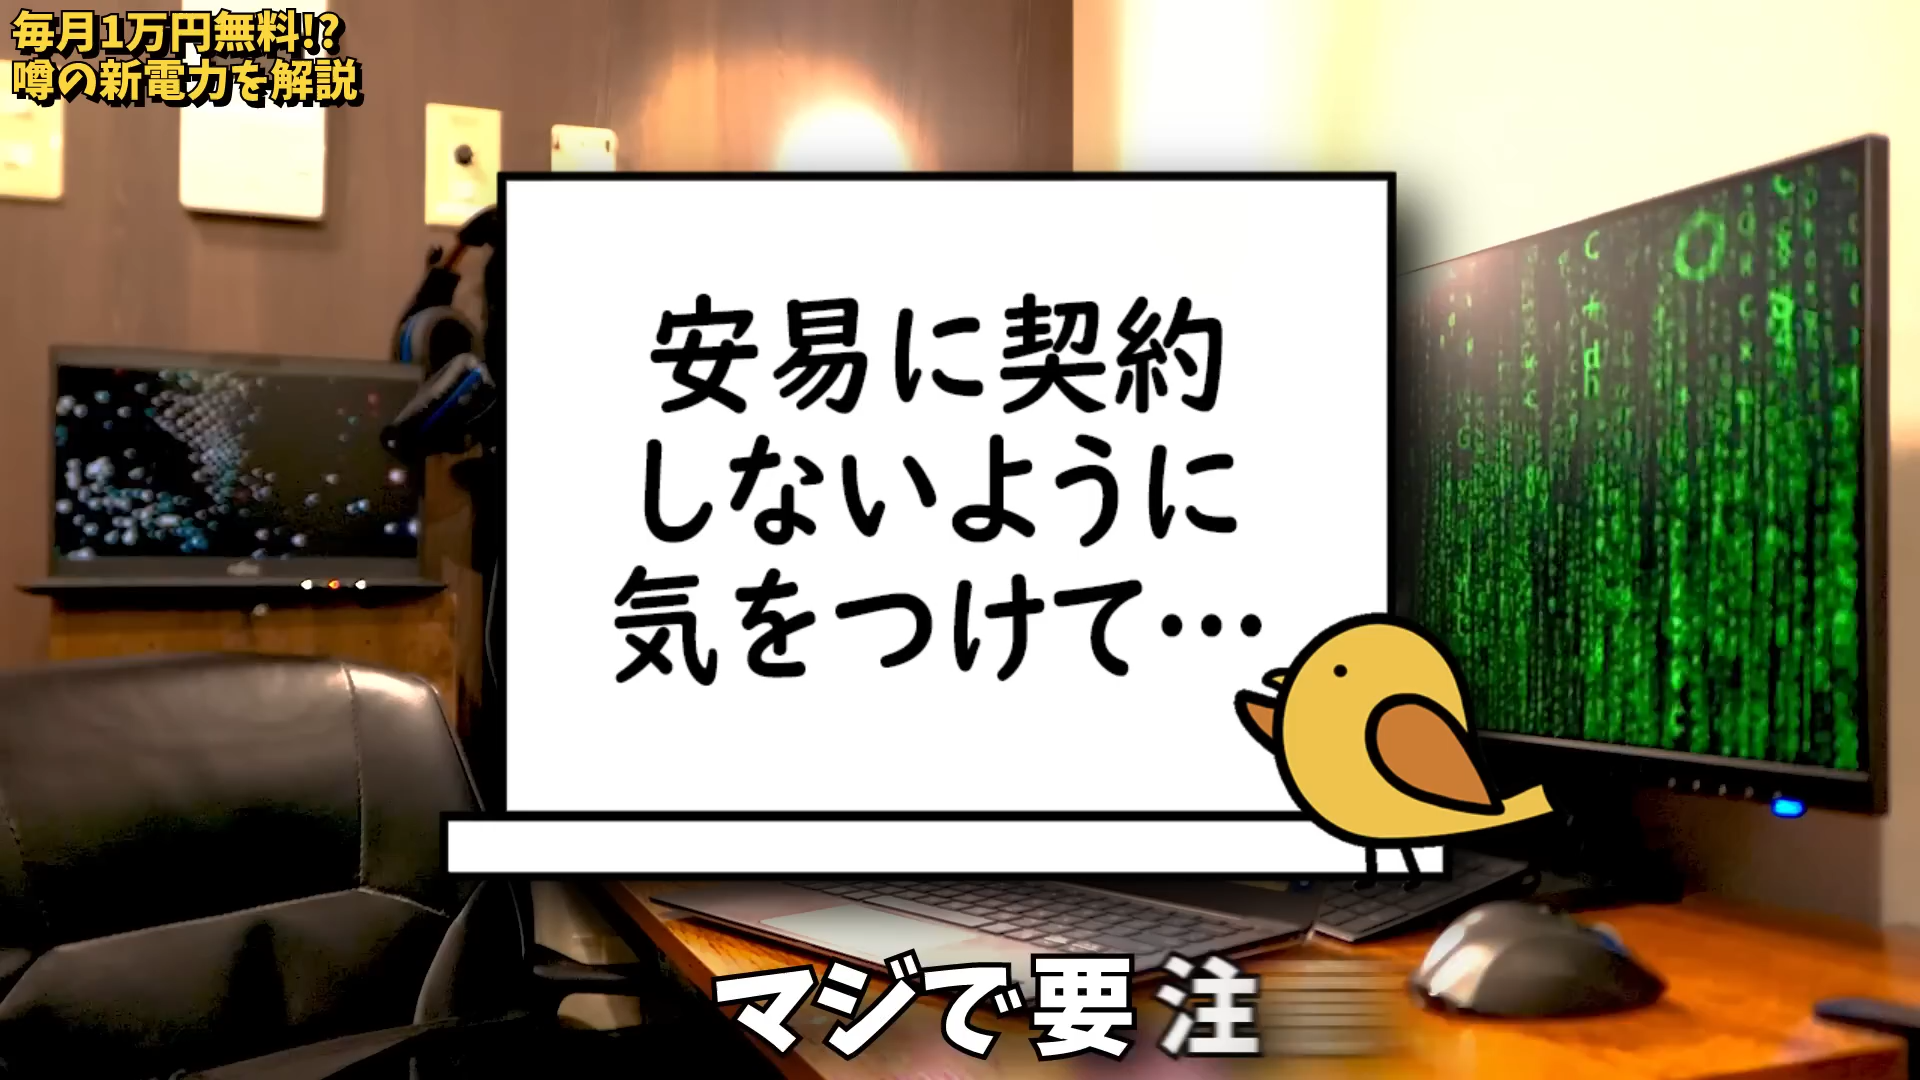 毎月1万円無料!?
噂の新電力を解説
安易に契約
しないように
気をつけて…
マジで要注